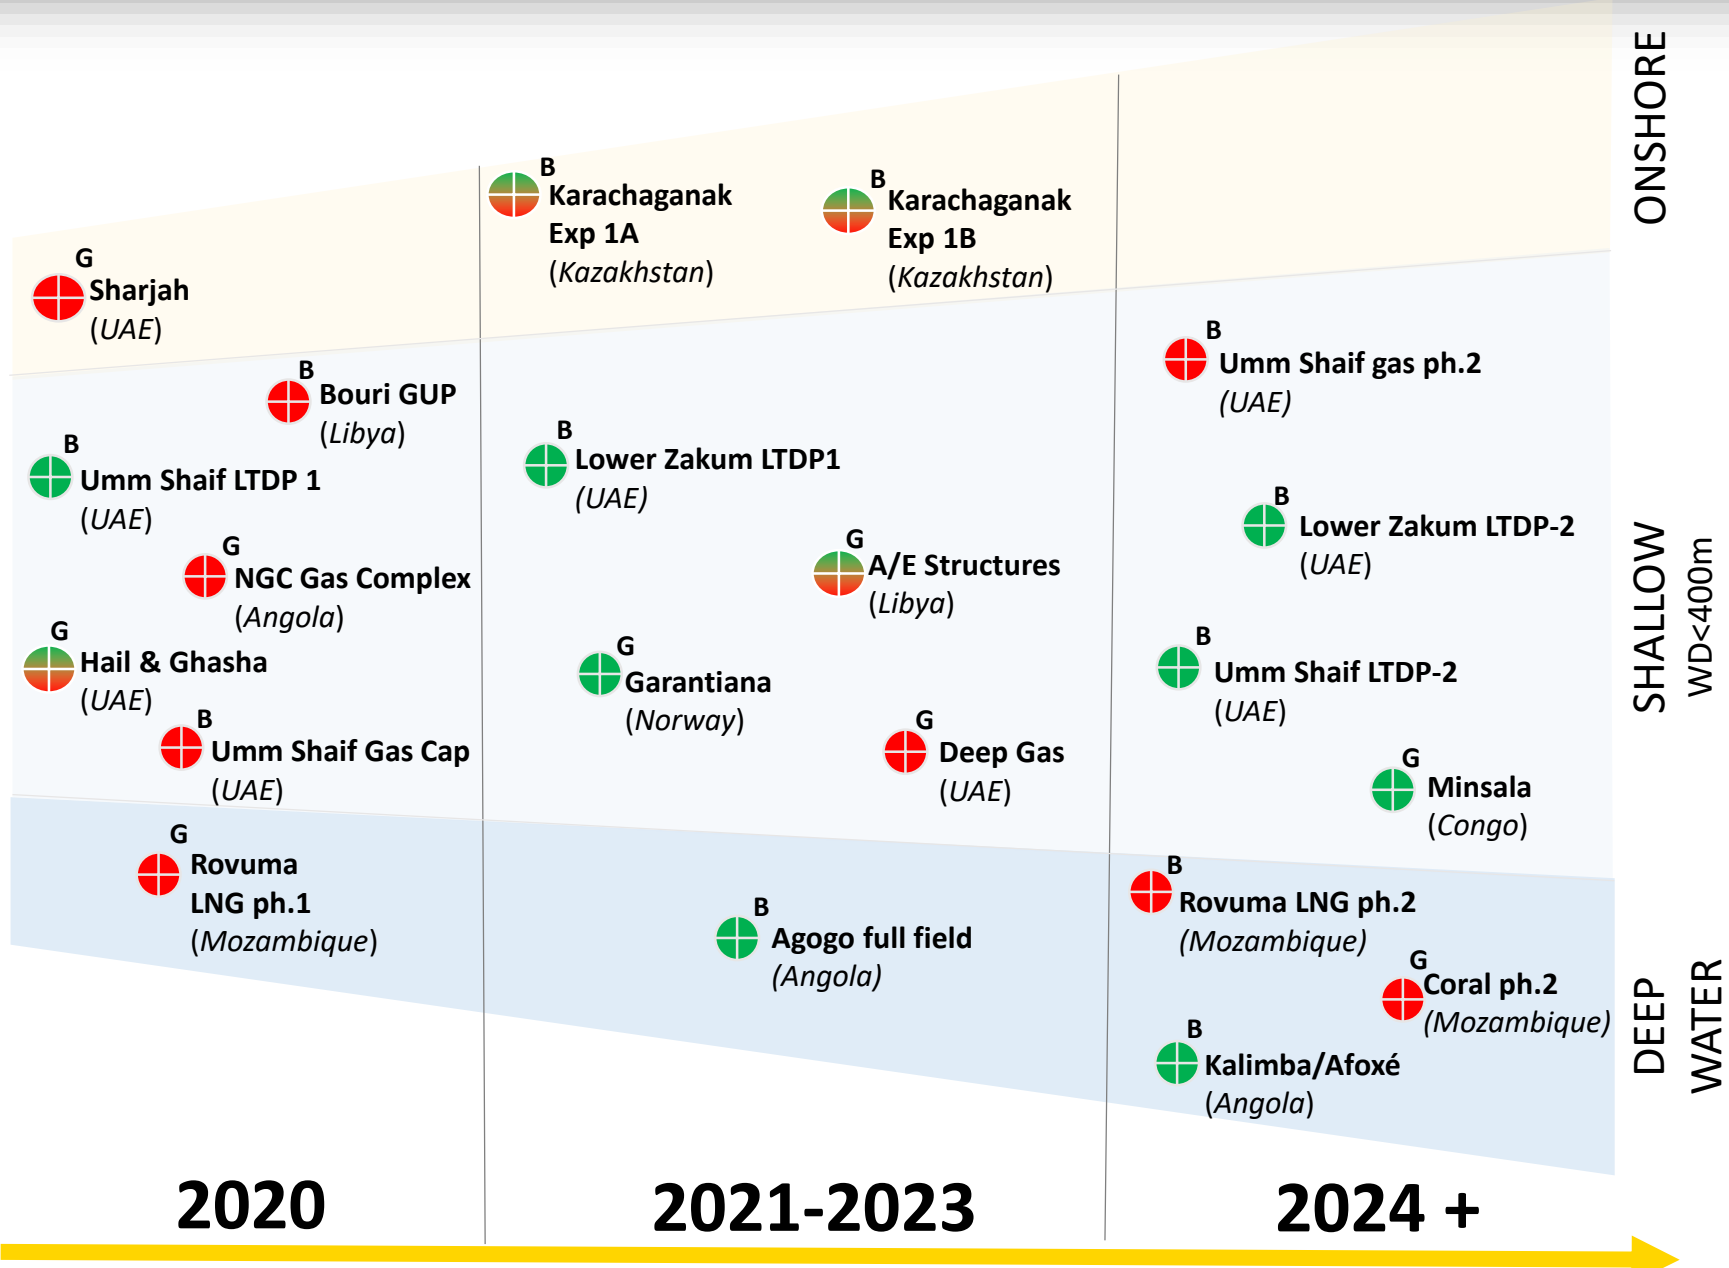 ONSHORE
B
Karachaganak
Exp 1A
(Kazakhstan)
B
Karachaganak
Exp 1B
(Kazakhstan)
G
Sharjah
(UAE)
B
Bouri GUP
(Libya)
B
Umm Shaif LTDP 1
(UAE)
G
NGC Gas Complex
(Angola)
G
Hail & Ghasha
(UAE)
B
Umm Shaif Gas Cap
(UAE)
B
Lower Zakum LTDP1
(UAE)
G
A/E Structures
(Libya)
G
Garantiana
(Norway)
G
Deep Gas
(UAE)
B
Umm Shaif gas ph.2
(UAE)
B
Lower Zakum LTDP-2
(UAE)
B
Umm Shaif LTDP-2
(UAE)
G
Minsala
(Congo)
SHALLOW
WD<400m
G
Rovuma
LNG ph.1
(Mozambique)
B
Agogo full field
(Angola)
B
Rovuma LNG ph.2
(Mozambique)
G
Coral ph.2
(Mozambique)
B
Kalimba/Afoxé
(Angola)
DEEP
WATER
2020
2021-2023
2024 +